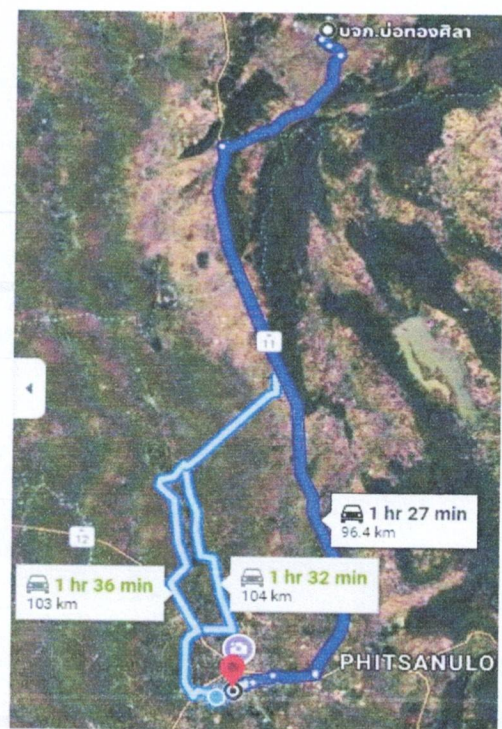 บจก.บ่อทองศิลา
11
1 hr 27 min
96.4 km
12
1 hr 36 min
103 km
1 hr 32 min
104 km
PHITSANULO